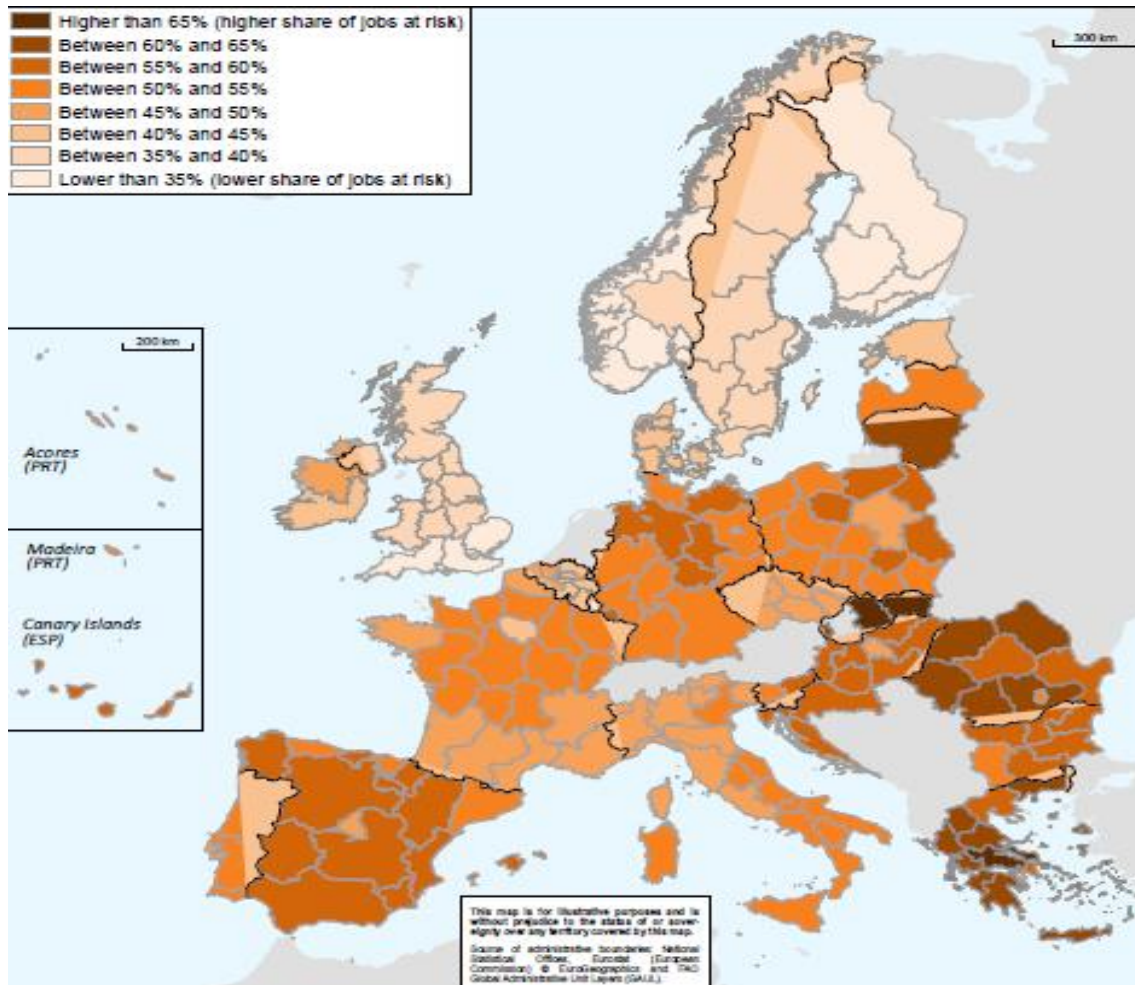 Higher than 65% (higher share of jobs at risk)
Between 60% and 65%
Between 55% and 60%
Between 50% and 55%
Between 45% and 50%
Between 40% and 45%
Between 35% and 40%
Lower than 35% (lower share of jobs at risk)
300 km
200 km
Acores
(PRT)
Madeira
(PRT)
Canary Islands
(ESP)
This map is for illustrative purposes and is
without prejudice to the status of or sover-
eignty over any territory covered by this map.
Source of administrative boundaries: National
Statistical Offices, Eurostat (European
Commission) © EuroGeographics and FAO
Global Administrative Unit Layers (GAUL).